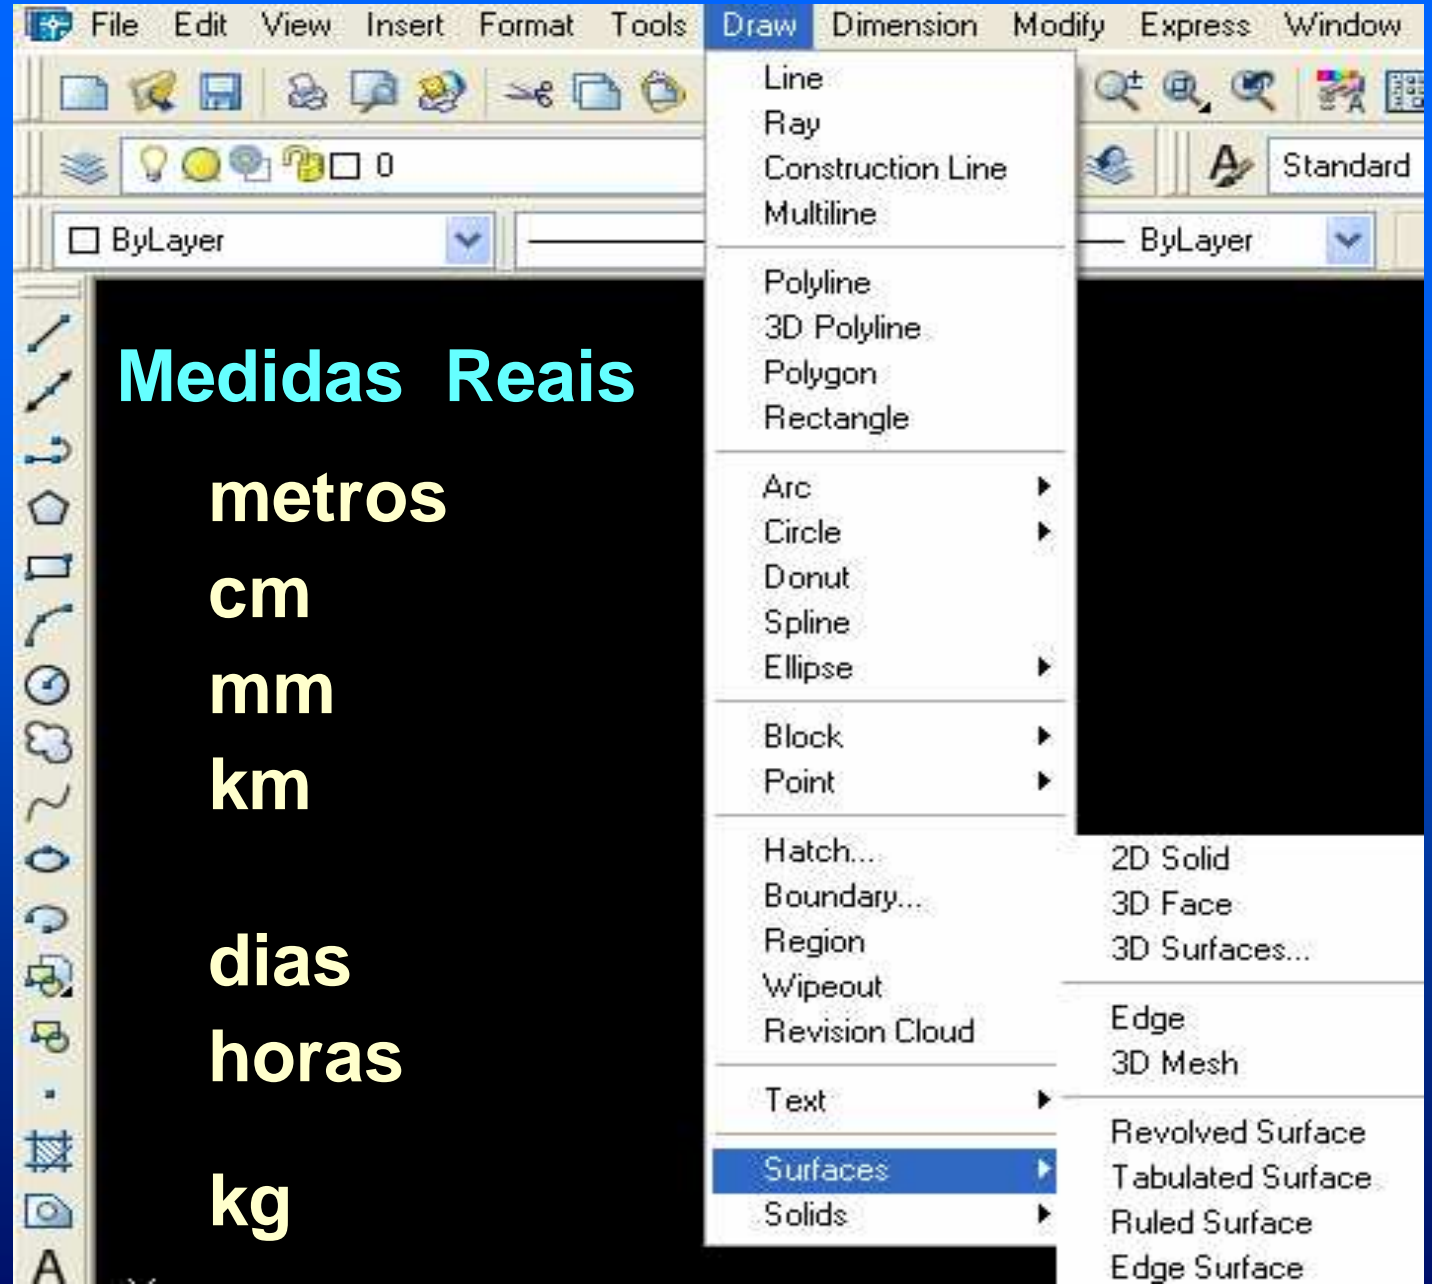 File Edit View Insert Format Tools Draw Dimension Modify Express Window
0
Standard
ByLayer
ByLayer
Medidas Reais
metros
cm
mm
km
dias
horas
kg
Line
Ray
Construction Line
Multiline
Polyline
3D Polyline
Polygon
Rectangle
Arc
Circle
Donut
Spline
Ellipse
Block
Point
Hatch...
Boundary...
Region
Wipeout
Revision Cloud
Text
Surfaces
Solids
2D Solid
3D Face
3D Surfaces...
Edge
3D Mesh
Revolved Surface
Tabulated Surface
Ruled Surface
Edge Surface
A